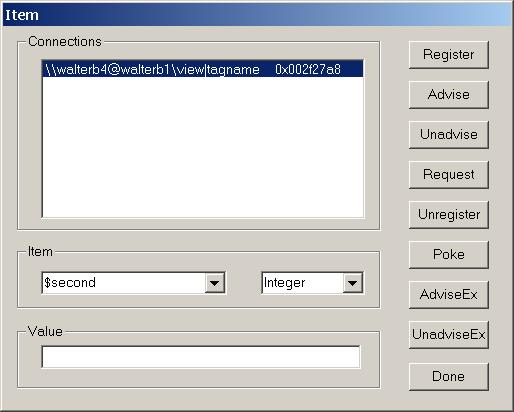 Item
Connections
\\walterb4@walterb1\view|tagname 0x002f27a8
Item
$second
Integer
Value
Register
Advise
Unadvise
Request
Unregister
Poke
AdviseEx
UnadviseEx
Done